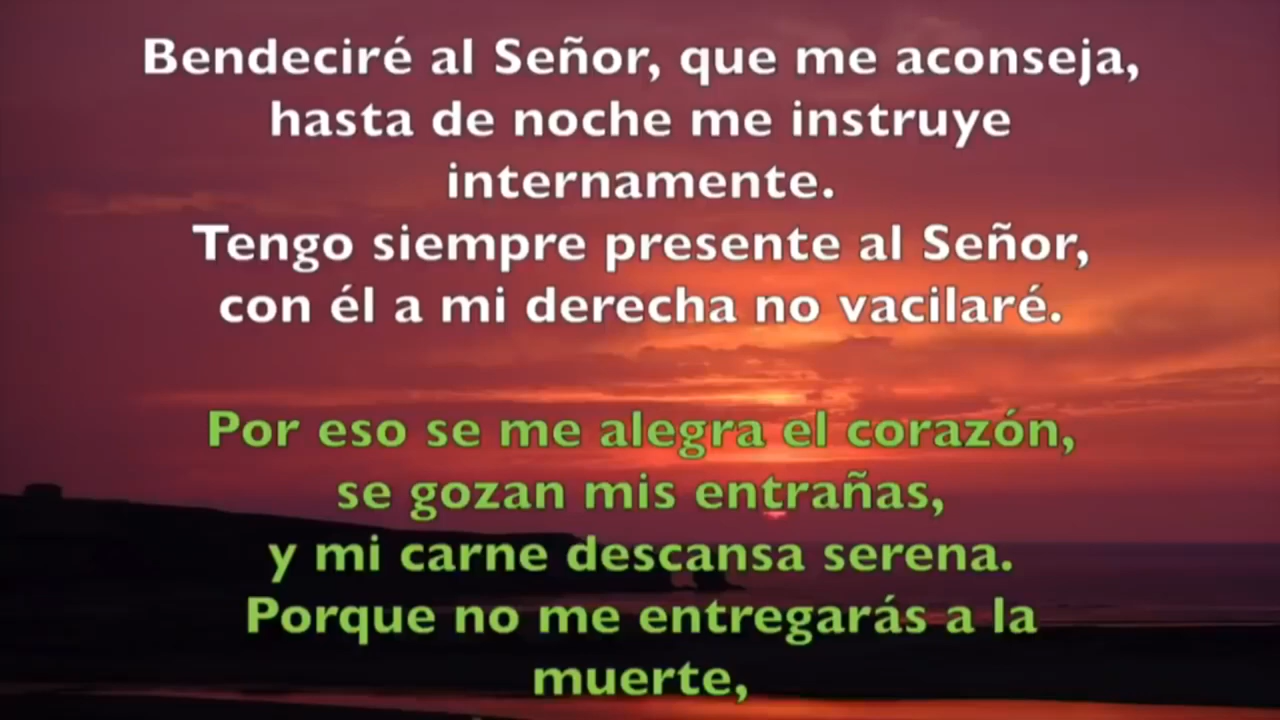 Bendeciré al Señor, que me aconseja,
hasta de noche me instruye
internamente.
Tengo siempre presente al Señor,
con él a mi derecha no vacilaré.
Por eso se me alegra el corazón,
se gozan mis entrañas,
y mi carne descansa serena.
Porque no me entregarás a la
muerte,